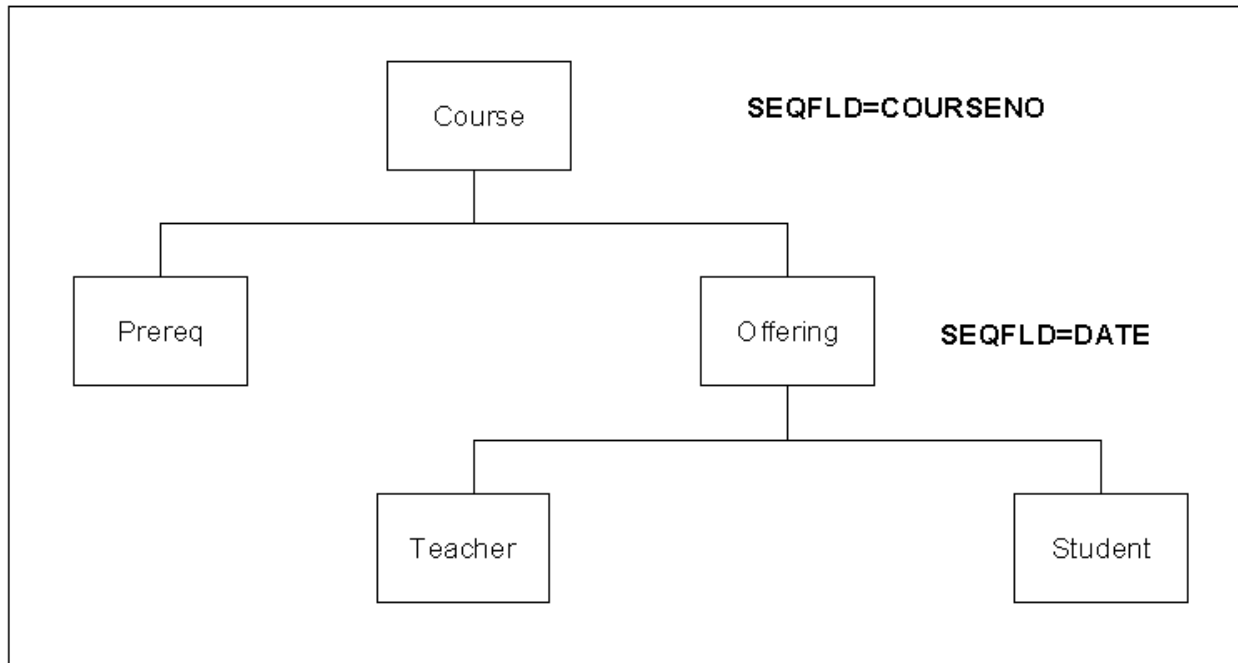 Course
SEQFLD=COURSENO
Prereq
Offering
SEQFLD=DATE
Teacher
Student